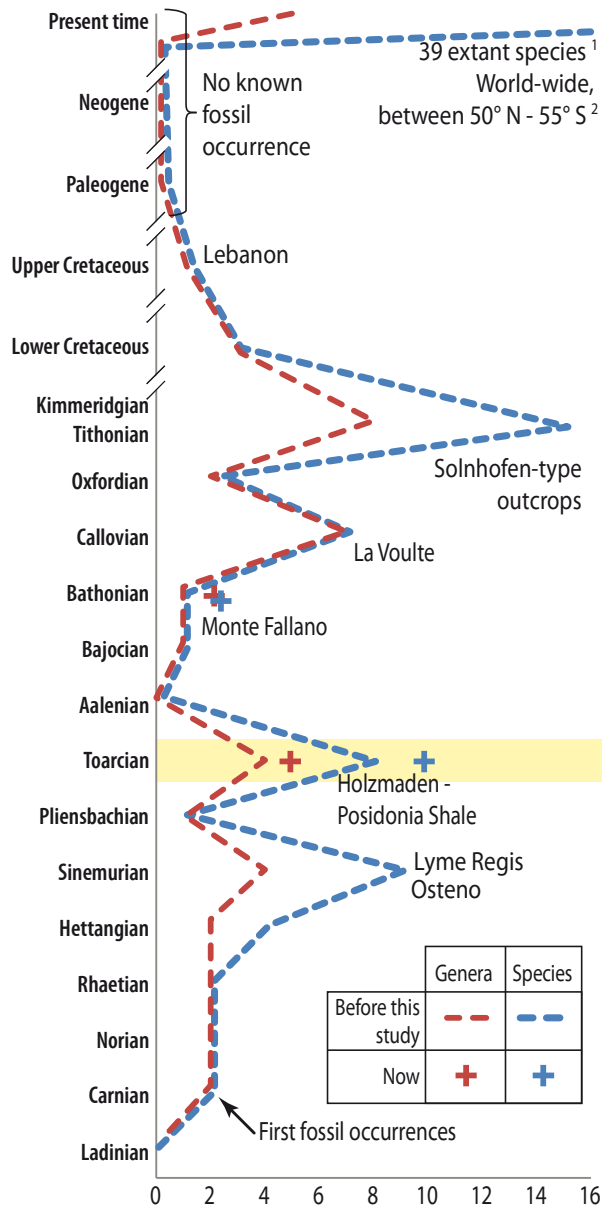 Present time
39 extant species ¹
World-wide,
between 50° N - 55° S ²
No known
fossil
occurrence
Neogene
Paleogene
Upper Cretaceous
Lebanon
Lower Cretaceous
Kimmeridgian
Tithonian
Solnhofen-type
outcrops
Oxfordian
Callovian
La Voulte
Bathonian
Monte Fallano
Bajocian
Aalenian
Toarcian
Holzmaden -
Posidonia Shale
Pliensbachian
Sinemurian
Lyme Regis
Osteno
Hettangian
Rhaetian
Norian
Carnian
First fossil occurrences
Ladinian
Genera Species
Before this
study
Now
0 2 4 6 8 10 12 14 16